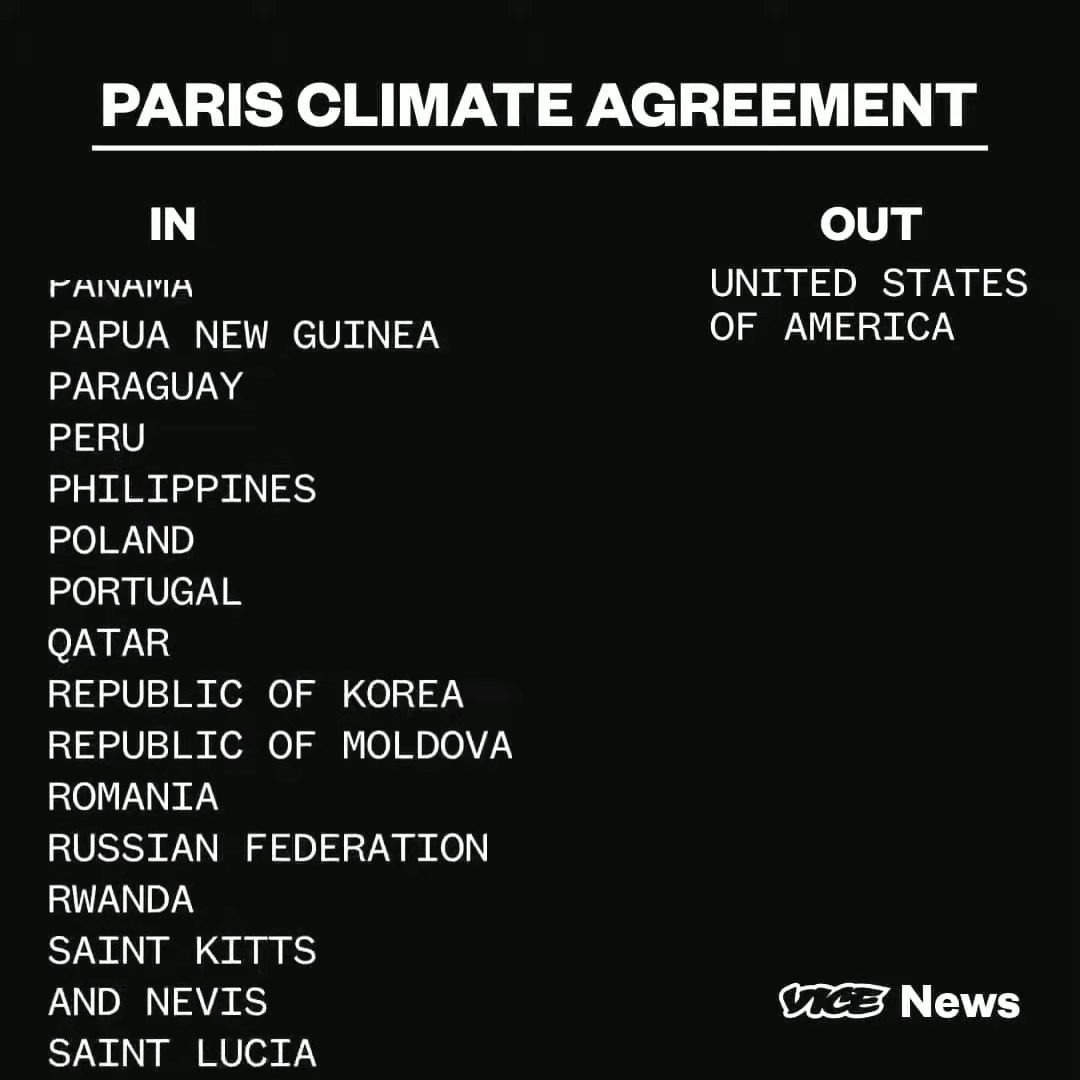 PARIS CLIMATE AGREEMENT
IN
PANAMA
PAPUA NEW GUINEA
PARAGUAY
PERU
PHILIPPINES
POLAND
PORTUGAL
QATAR
REPUBLIC OF KOREA
REPUBLIC OF MOLDOVA
ROMANIA
RUSSIAN FEDERATION
RWANDA
SAINT KITTS
AND NEVIS
SAINT LUCIA
OUT
UNITED STATES
OF AMERICA
VICE News